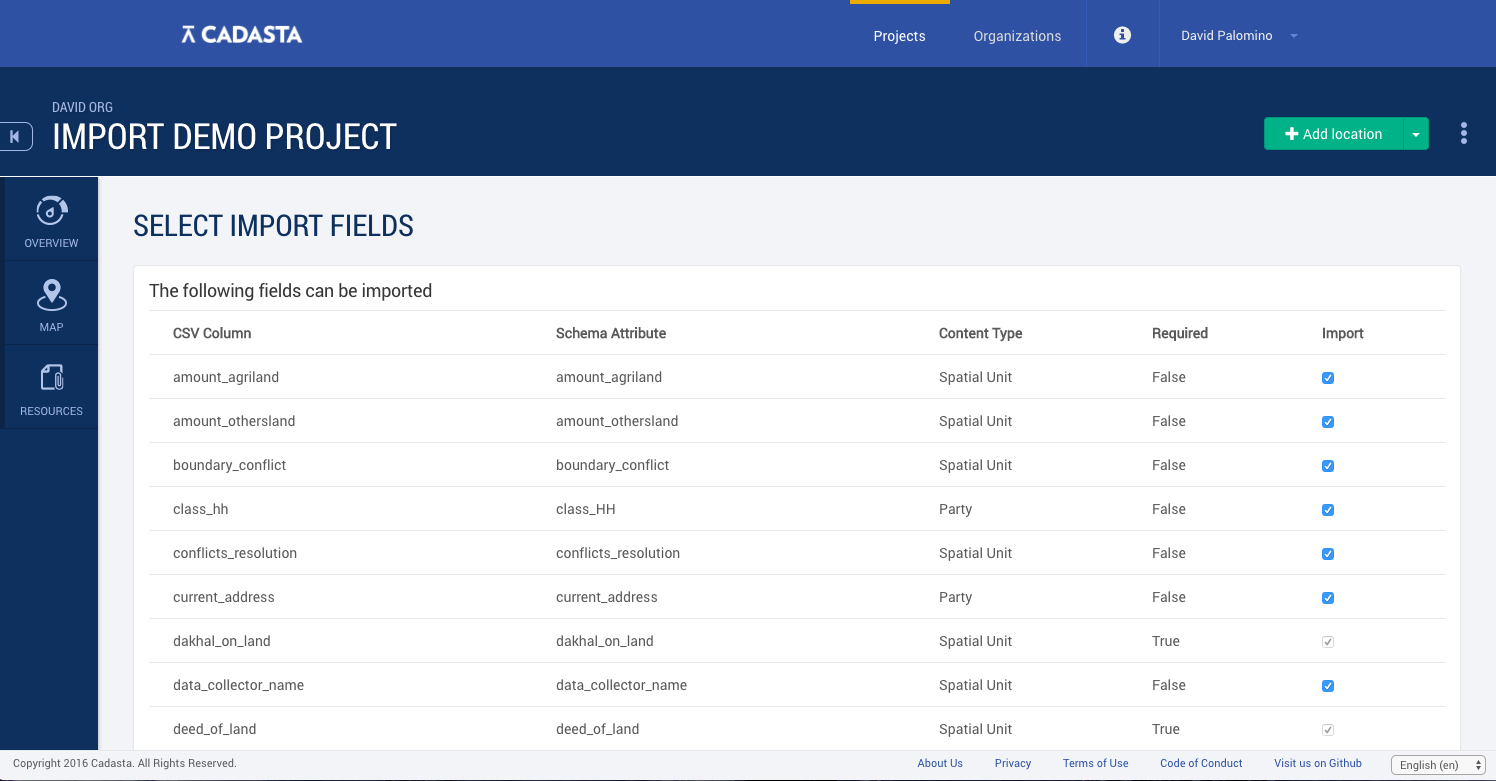 CADASTA
Projects Organizations David Palomino
DAVID ORG
IMPORT DEMO PROJECT
Add location
OVERVIEW
MAP
RESOURCES
SELECT IMPORT FIELDS
The following fields can be imported
CSV Column Schema Attribute Content Type Required Import
amount_agriland amount_agriland Spatial Unit False
amount_othersland amount_othersland Spatial Unit False
boundary_conflict boundary_conflict Spatial Unit False
class_hh class_HH Party False
conflicts_resolution conflicts_resolution Spatial Unit False
current_address current_address Party False
dakhal_on_land dakhal_on_land Spatial Unit True
data_collector_name data_collector_name Spatial Unit False
deed_of_land deed_of_land Spatial Unit True
Copyright 2016 Cadasta. All Rights Reserved. About Us Privacy Terms of Use Code of Conduct Visit us on Github English (en)